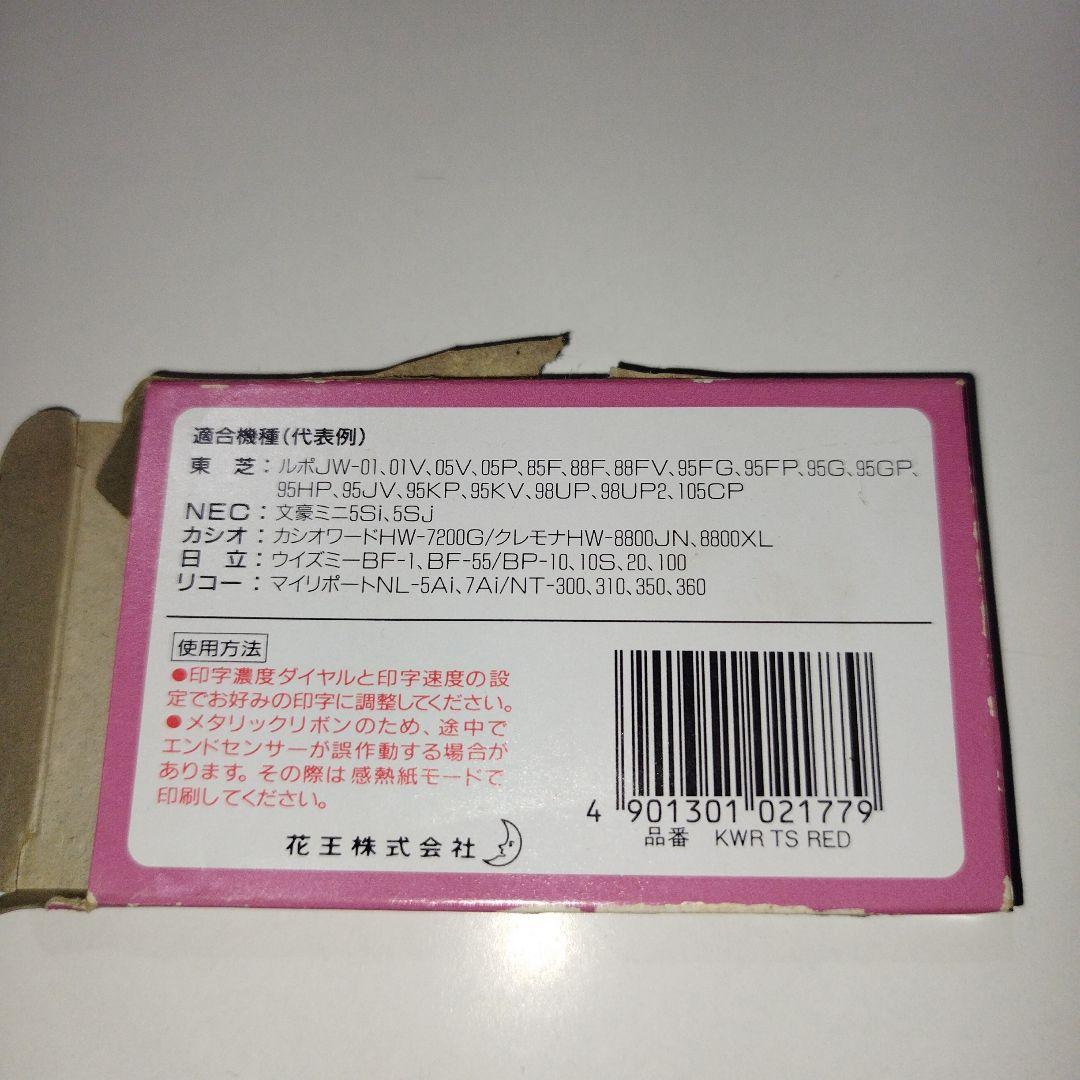 適合機種(代表例)
東芝:ルポJW-01、01V、05V、05P、85F、88F、88FV、95FG、95FP、95G、95GP、
95HP、95JV、95KP、95KV、98UP、98UP2、105CP
NEC:文豪ミニ5Si、5Sj
カシオ:カシオワードHW-7200G/クレモナHW-8800JN、8800XL
日立:ウイズミーBF-1、BF-55/BP-10、10S、20、100
リコー:マイリポートNL-5Ai、7Ai/NT-300、310、350、360
使用方法
●印字濃度ダイヤルと印字速度の設
定でお好みの印字に調整してください。
●メタリックリボンのため、途中で
エンドセンサーが誤作動する場合が
あります。その際は感熱紙モードで
印刷してください。
花王株式会社
4 901301 021779
品番 KWR TS RED